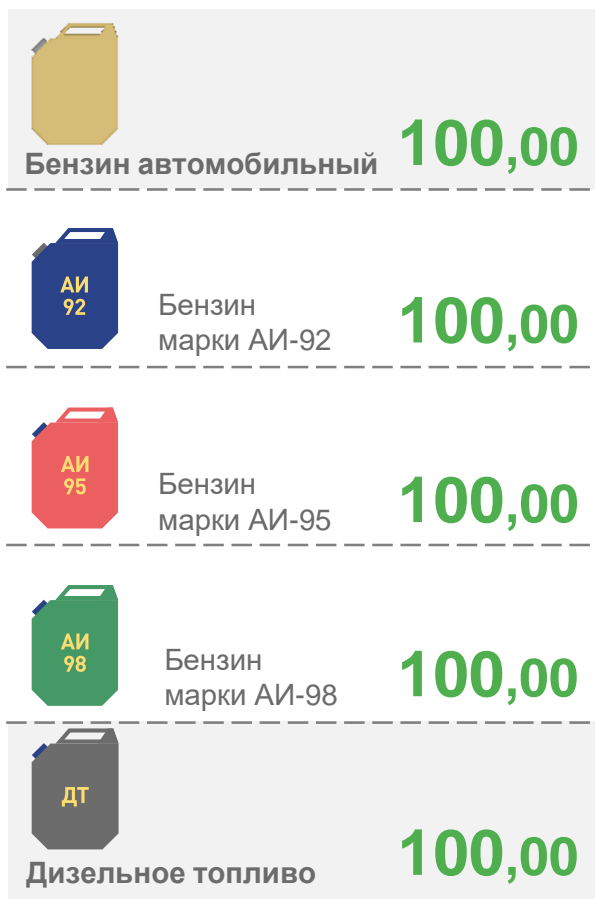 100,00
Бензин автомобильный
АИ
92
Бензин
марки АИ-92
100,00
АИ
95
Бензин
марки АИ-95
100,00
АИ
98
Бензин
марки АИ-98
100,00
ДТ
Дизельное топливо
100,00